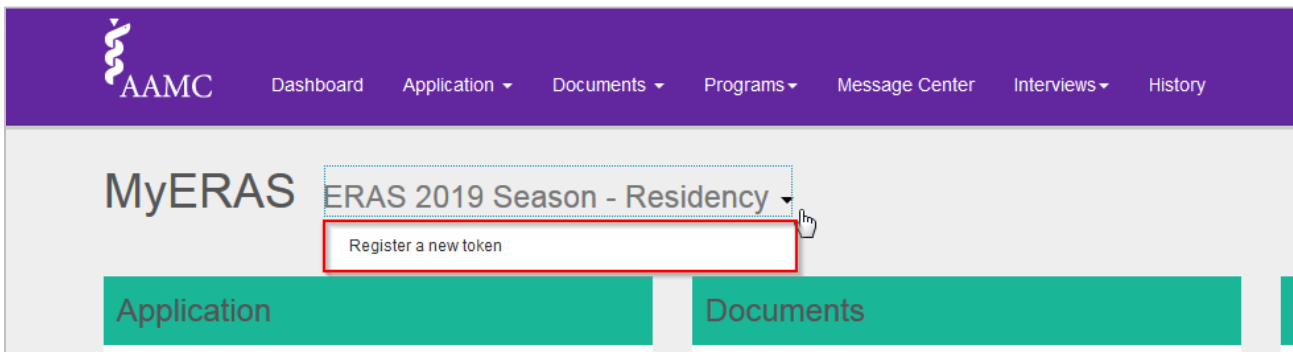 AAMC
Dashboard Application Documents Programs Message Center Interviews History
MyERAS ERAS 2019 Season - Residency
Register a new token
Application Documents